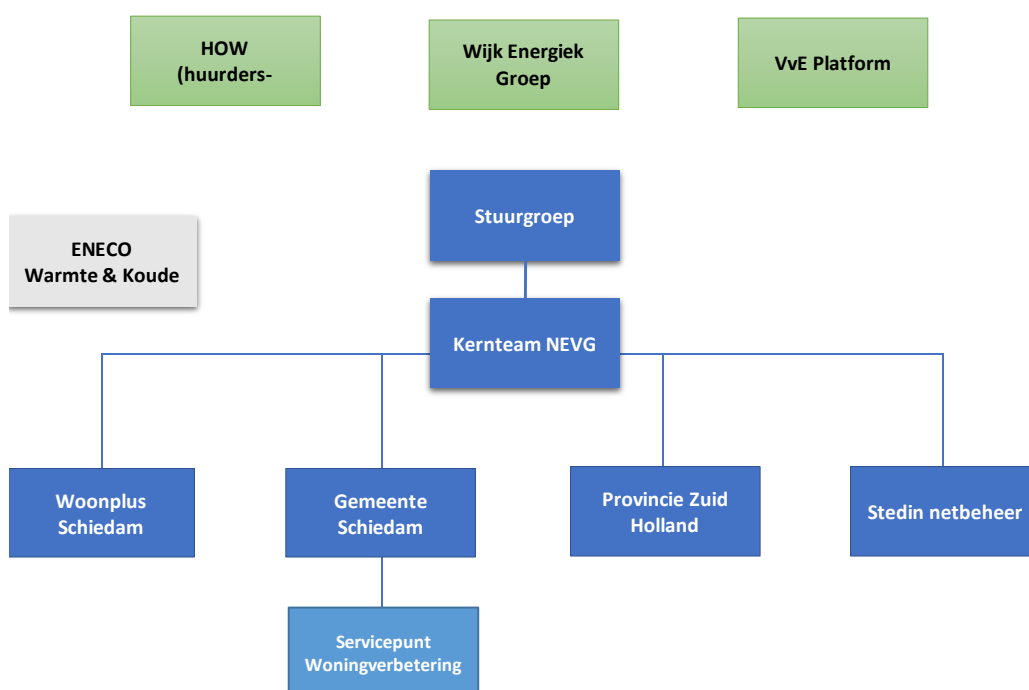 HOW
(huurders-
Wijk Energiek
Groep
VvE Platform
Stuurgroep
ENECO
Warmte & Koude
Kernteam NEVG
Woonplus
Schiedam
Gemeente
Schiedam
Provincie Zuid
Holland
Stedin netbeheer
Servicepunt
Woningverbetering